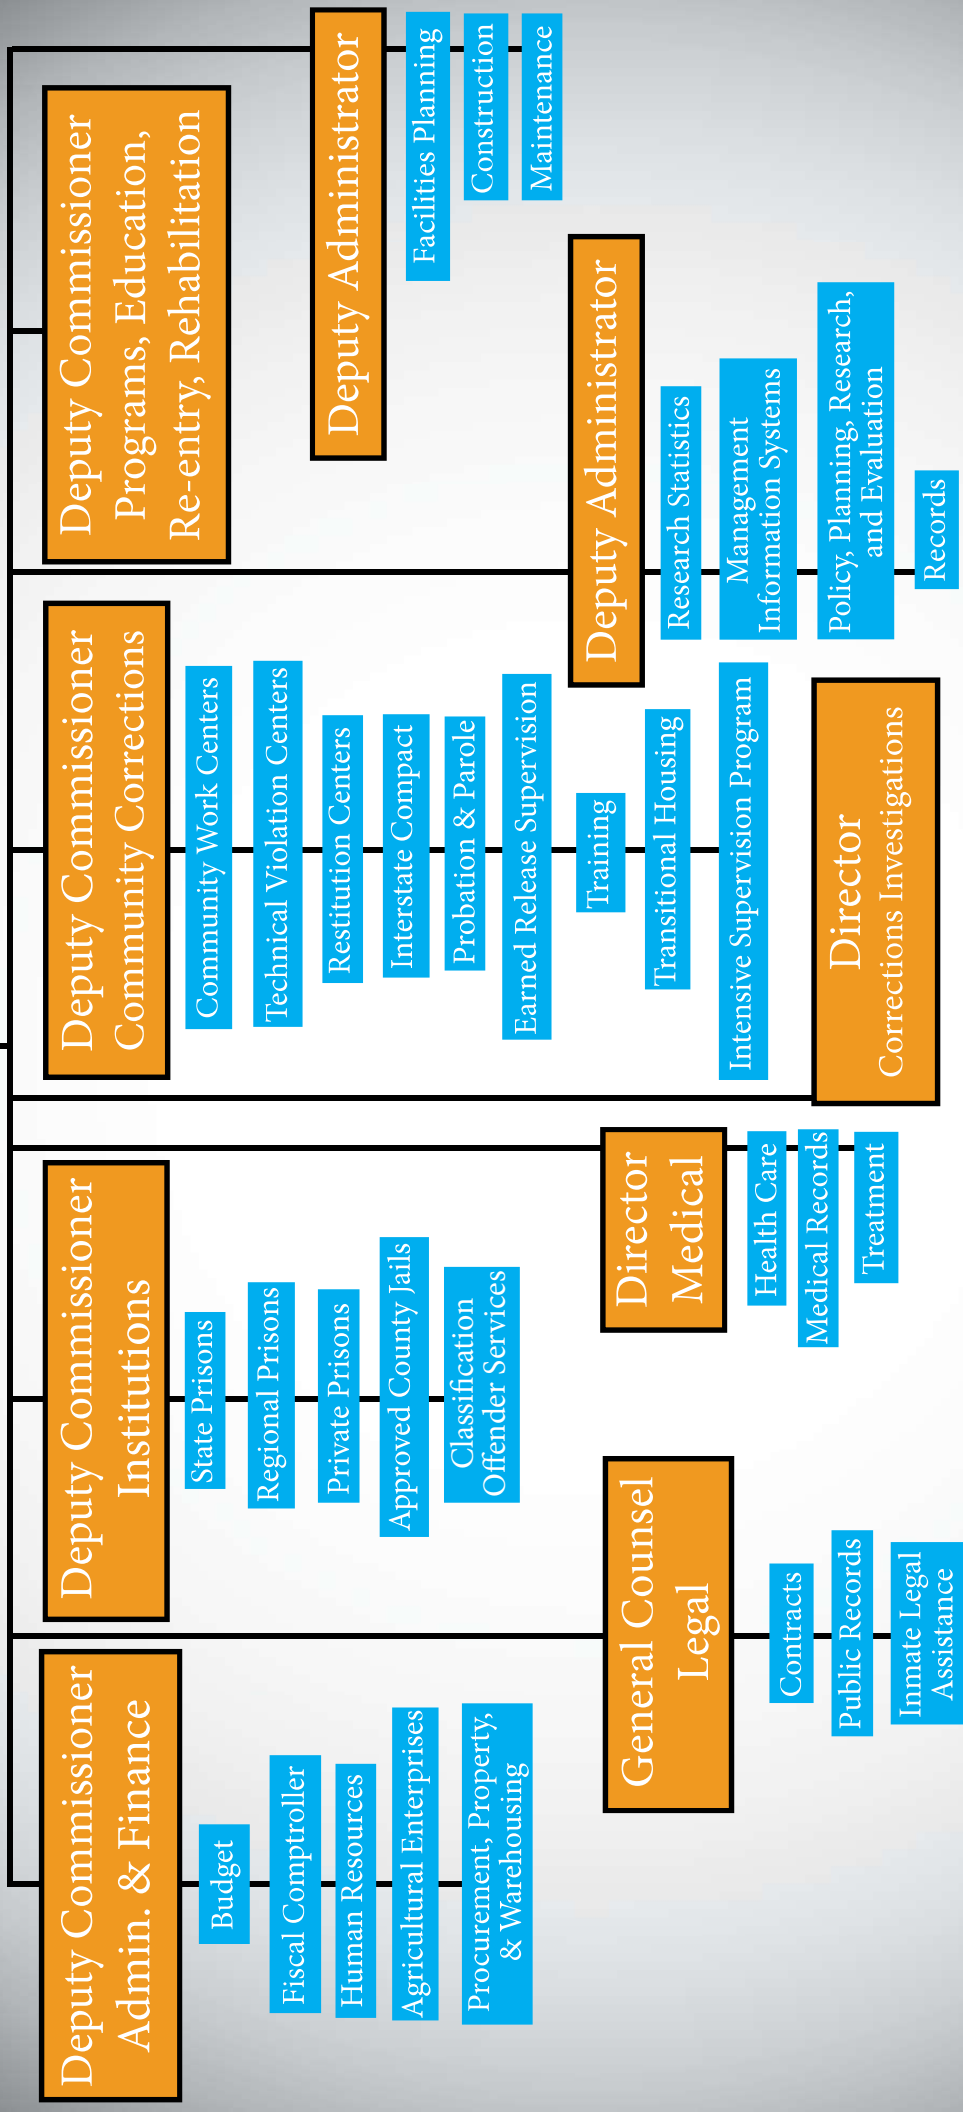 Deputy Commissioner
Admin. & Finance
Budget
Fiscal Comptroller
Human Resources
Agricultural Enterprises
Procurement, Property,
& Warehousing
General Counsel
Legal
Contracts
Public Records
Inmate Legal
Assistance
Deputy Commissioner
Institutions
State Prisons
Regional Prisons
Private Prisons
Approved County Jails
Classification
Offender Services
Director
Medical
Health Care
Medical Records
Treatment
Director
Corrections Investigations
Deputy Commissioner
Community Corrections
Community Work Centers
Technical Violation Centers
Restitution Centers
Interstate Compact
Probation & Parole
Earned Release Supervision
Training
Transitional Housing
Intensive Supervision Program
Deputy Administrator
Research Statistics
Management
Information Systems
Policy, Planning, Research,
and Evaluation
Records
Deputy Commissioner
Programs, Education,
Re-entry, Rehabilitation
Deputy Administrator
Facilities Planning
Construction
Maintenance